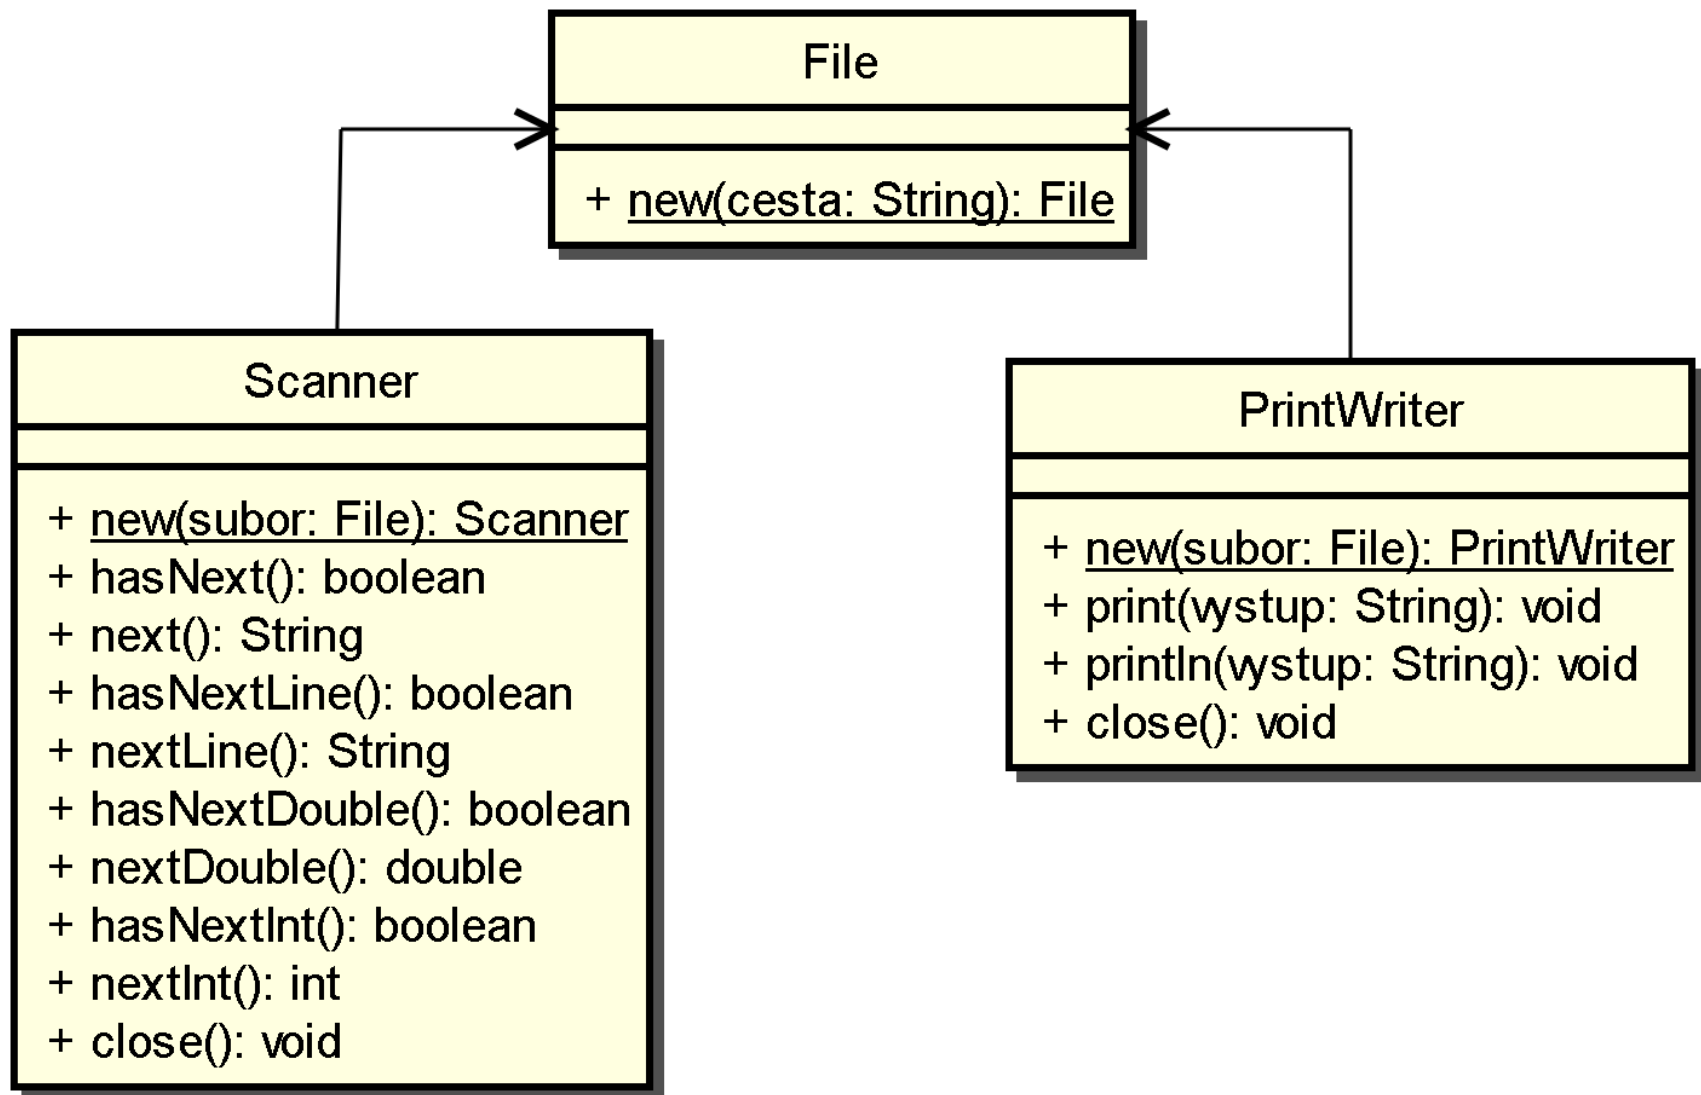 File
+ new(cesta: String): File
Scanner
+ new(subor: File): Scanner
+ hasNext(): boolean
+ next(): String
+ hasNextLine(): boolean
+ nextLine(): String
+ hasNextDouble(): boolean
+ nextDouble(): double
+ hasNextInt(): boolean
+ nextInt(): int
+ close(): void
PrintWriter
+ new(subor: File): PrintWriter
+ print(vystup: String): void
+ println(vystup: String): void
+ close(): void